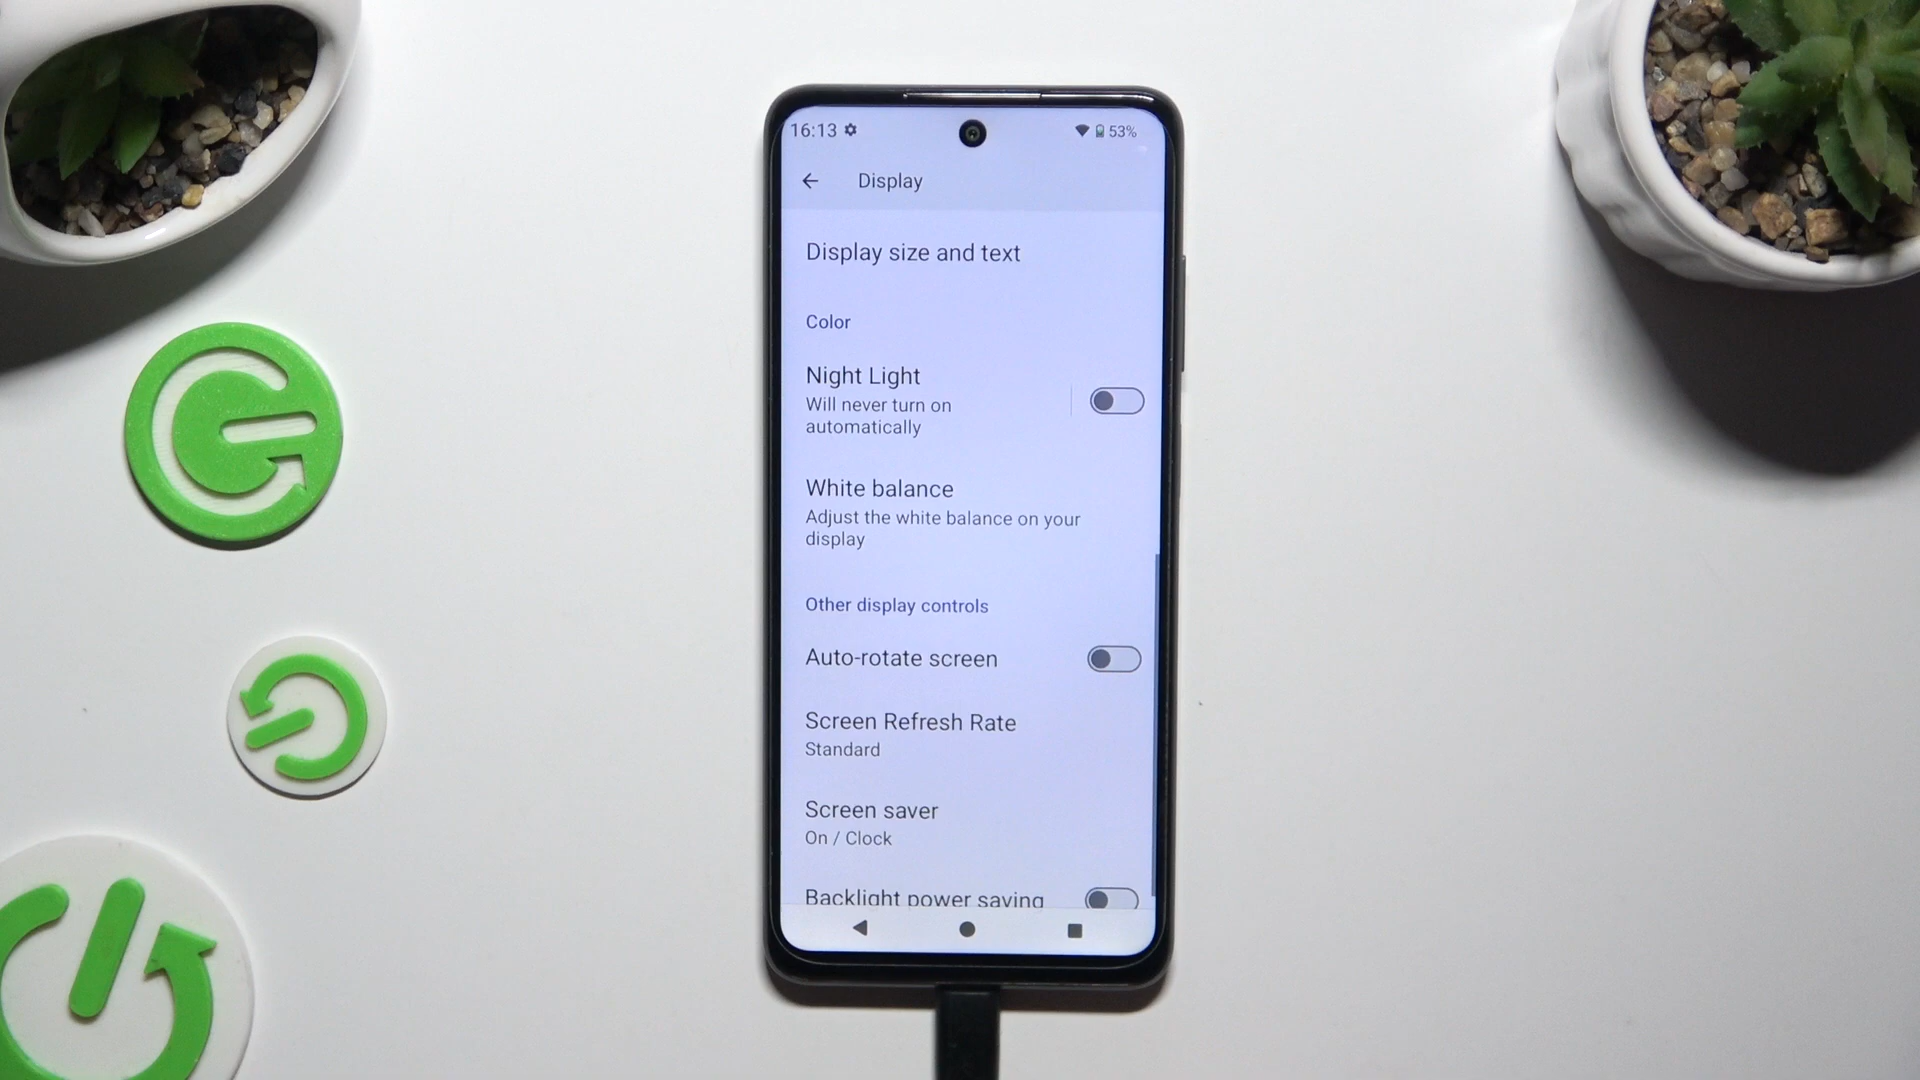 16:13
53%
Display
Display size and text
Color
Night Light
Will never turn on
automatically
White balance
Adjust the white balance on your
display
Other display controls
Auto-rotate screen
Screen Refresh Rate
Standard
Screen saver
On / Clock
Backlight power saving